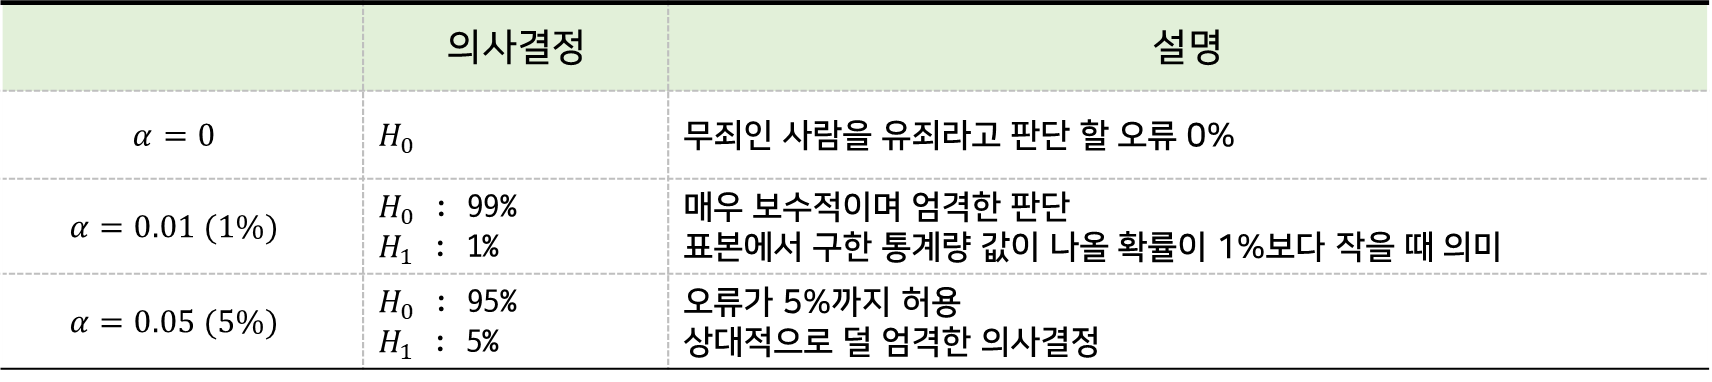 의사결정 설명
α = 0 H₀ 무죄인 사람을 유죄라고 판단 할 오류 0%
α = 0.01 (1%)
H₀ : 99%
H₁ : 1%
매우 보수적이며 엄격한 판단
표본에서 구한 통계량 값이 나올 확률이 1%보다 작을 때 의미
α = 0.05 (5%)
H₀ : 95%
H₁ : 5%
오류가 5%까지 허용
상대적으로 덜 엄격한 의사결정